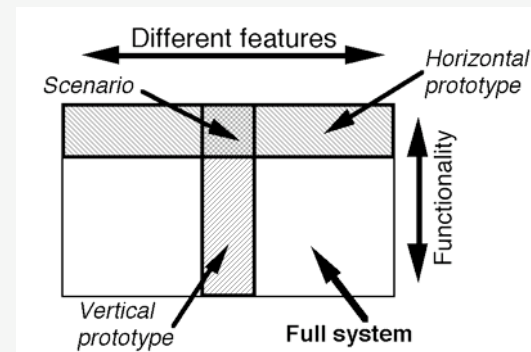 Different features
Scenario
Horizontal
prototype
Functionality
Vertical
prototype
Full system